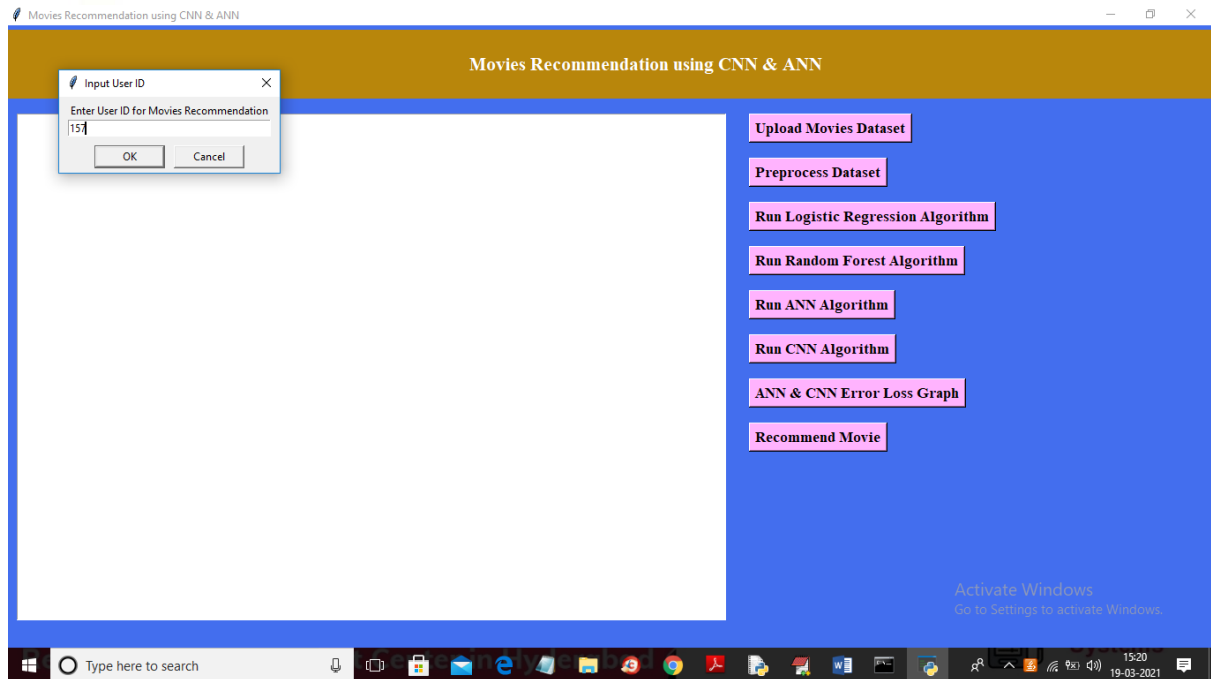 Movies Recommendation using CNN & ANN
Movies Recommendation using CNN & ANN
Input User ID
Enter User ID for Movies Recommendation
157
OK
Cancel
Upload Movies Dataset
Preprocess Dataset
Run Logistic Regression Algorithm
Run Random Forest Algorithm
Run ANN Algorithm
Run CNN Algorithm
ANN & CNN Error Loss Graph
Recommend Movie
Activate Windows
Go to Settings to activate Windows.
Systems
Type here to search
15:20
19-03-2021